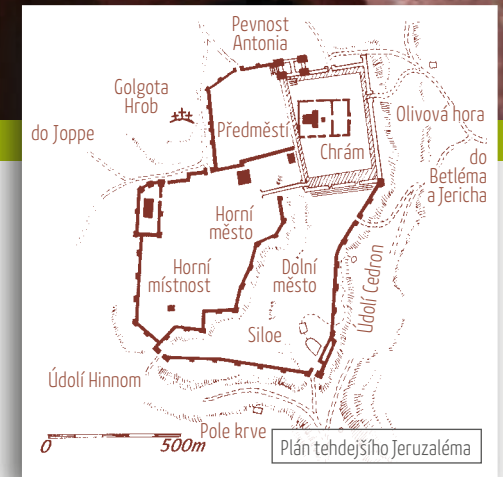 Pevnost
Antonia
Golgota
Hrob
do Joppe
Předměstí
Chrám
Olivová hora
do
Betléma
a Jericha
Horní
město
Horní
místnost
Dolní
město
Údolí Cedron
Siloe
Údolí Hinnom
Pole krve
0 500m
Plán tehdejšího Jeruzaléma